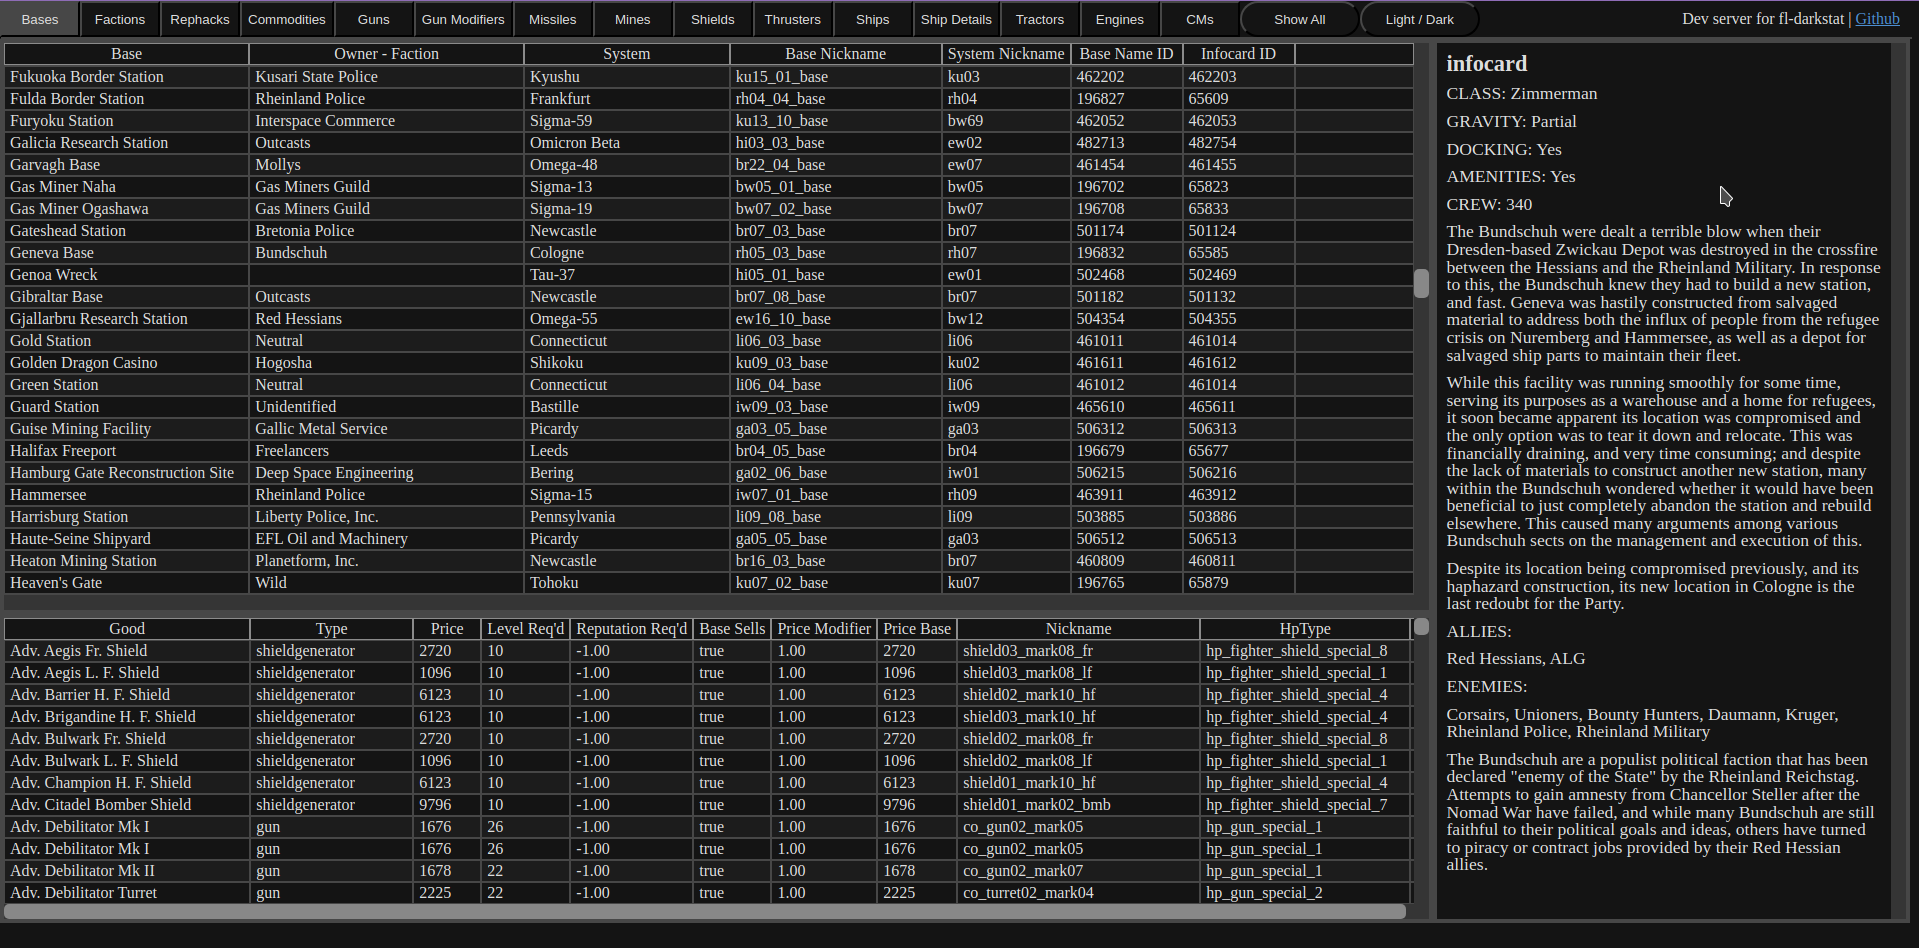 Bases Factions Rephacks Commodities Guns Gun Modifiers Missiles Mines Shields Thrusters Ships Ship Details Tractors Engines CMs Show All Light / Dark Dev server for fl-darkstat | Github
Base Owner - Faction System Base Nickname System Nickname Base Name ID Infocard ID
Fukuoka Border Station Kusari State Police Kyushu ku15_01_base ku03 462202 462203
Fulda Border Station Rheinland Police Frankfurt rh04_04_base rh04 196827 65609
Furyoku Station Interspace Commerce Sigma-59 ku13_10_base bw69 462052 462053
Galicia Research Station Outcasts Omicron Beta hi03_03_base ew02 482713 482754
Garvagh Base Mollys Omega-48 br22_04_base ew07 461454 461455
Gas Miner Naha Gas Miners Guild Sigma-13 bw05_01_base bw05 196702 65823
Gas Miner Ogashawa Gas Miners Guild Sigma-19 bw07_02_base bw07 196708 65833
Gateshead Station Bretonia Police Newcastle br07_03_base br07 501174 501124
Geneva Base Bundschuh Cologne rh05_03_base rh07 196832 65585
Genoa Wreck Tau-37 hi05_01_base ew01 502468 502469
Gibraltar Base Outcasts Newcastle br07_08_base br07 501182 501132
Gjallarbru Research Station Red Hessians Omega-55 ew16_10_base bw12 504354 504355
Gold Station Neutral Connecticut li06_03_base li06 461011 461014
Golden Dragon Casino Hogosha Shikoku ku09_03_base ku02 461611 461612
Green Station Neutral Connecticut li06_04_base li06 461012 461014
Guard Station Unidentified Bastille iw09_03_base iw09 465610 465611
Guise Mining Facility Gallic Metal Service Picardy ga03_05_base ga03 506312 506313
Halifax Freeport Freelancers Leeds br04_05_base br04 196679 65677
Hamburg Gate Reconstruction Site Deep Space Engineering Bering ga02_06_base iw01 506215 506216
Hammersee Rheinland Police Sigma-15 iw07_01_base rh09 463911 463912
Harrisburg Station Liberty Police, Inc. Pennsylvania li09_08_base li09 503885 503886
Haute-Seine Shipyard EFL Oil and Machinery Picardy ga05_05_base ga03 506512 506513
Heaton Mining Station Planetform, Inc. Newcastle br16_03_base br07 460809 460811
Heaven's Gate Wild Tohoku ku07_02_base ku07 196765 65879
Good Type Price Level Req'd Reputation Req'd Base Sells Price Modifier Price Base Nickname HpType
Adv. Aegis Fr. Shield shieldgenerator 2720 10 -1.00 true 1.00 2720 shield03_mark08_fr hp_fighter_shield_special_8
Adv. Aegis L. F. Shield shieldgenerator 1096 10 -1.00 true 1.00 1096 shield03_mark08_lf hp_fighter_shield_special_1
Adv. Barrier H. F. Shield shieldgenerator 6123 10 -1.00 true 1.00 6123 shield02_mark10_hf hp_fighter_shield_special_4
Adv. Brigandine H. F. Shield shieldgenerator 6123 10 -1.00 true 1.00 6123 shield03_mark10_hf hp_fighter_shield_special_4
Adv. Bulwark Fr. Shield shieldgenerator 2720 10 -1.00 true 1.00 2720 shield02_mark08_fr hp_fighter_shield_special_8
Adv. Bulwark L. F. Shield shieldgenerator 1096 10 -1.00 true 1.00 1096 shield02_mark08_lf hp_fighter_shield_special_1
Adv. Champion H. F. Shield shieldgenerator 6123 10 -1.00 true 1.00 6123 shield01_mark10_hf hp_fighter_shield_special_4
Adv. Citadel Bomber Shield shieldgenerator 9796 10 -1.00 true 1.00 9796 shield01_mark02_bmb hp_fighter_shield_special_7
Adv. Debilitator Mk I gun 1676 26 -1.00 true 1.00 1676 co_gun02_mark05 hp_gun_special_1
Adv. Debilitator Mk I gun 1676 26 -1.00 true 1.00 1676 co_gun02_mark05 hp_gun_special_1
Adv. Debilitator Mk II gun 1678 22 -1.00 true 1.00 1678 co_gun02_mark07 hp_gun_special_1
Adv. Debilitator Turret gun 2225 22 -1.00 true 1.00 2225 co_turret02_mark04 hp_gun_special_2
infocard
CLASS: Zimmerman
GRAVITY: Partial
DOCKING: Yes
AMENITIES: Yes
CREW: 340
The Bundschuh were dealt a terrible blow when their
Dresden-based Zwickau Depot was destroyed in the crossfire
between the Hessians and the Rheinland Military. In response
to this, the Bundschuh knew they had to build a new station,
and fast. Geneva was hastily constructed from salvaged
material to address both the influx of people from the refugee
crisis on Nuremberg and Hammersee, as well as a depot for
salvaged ship parts to maintain their fleet.
While this facility was running smoothly for some time,
serving its purposes as a warehouse and a home for refugees,
it soon became apparent its location was compromised and
the only option was to tear it down and relocate. This was
financially draining, and very time consuming; and despite
the lack of materials to construct another new station, many
within the Bundschuh wondered whether it would have been
beneficial to just completely abandon the station and rebuild
elsewhere. This caused many arguments among various
Bundschuh sects on the management and execution of this.
Despite its location being compromised previously, and its
haphazard construction, its new location in Cologne is the
last redoubt for the Party.
ALLIES:
Red Hessians, ALG
ENEMIES:
Corsairs, Unioners, Bounty Hunters, Daumann, Kruger,
Rheinland Police, Rheinland Military
The Bundschuh are a populist political faction that has been
declared "enemy of the State" by the Rheinland Reichstag.
Attempts to gain amnesty from Chancellor Steller after the
Nomad War have failed, and while many Bundschuh are still
faithful to their political goals and ideas, others have turned
to piracy or contract jobs provided by their Red Hessian
allies.